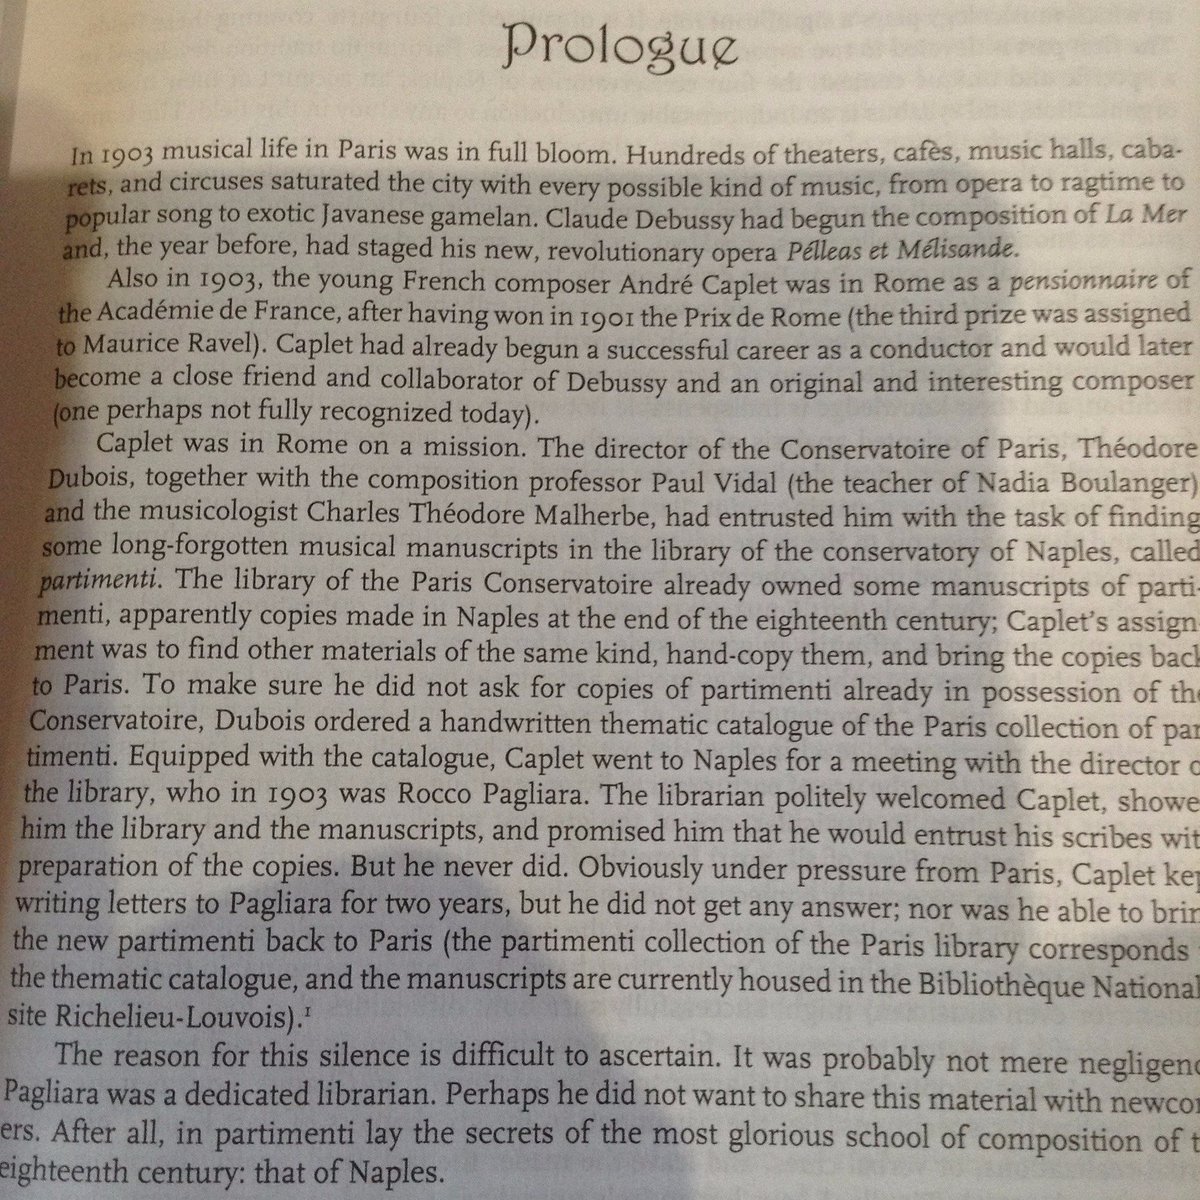 Prologue
In 1903 musical life in Paris was in full bloom. Hundreds of theaters, cafès, music halls, caba-
rets, and circuses saturated the city with every possible kind of music, from opera to ragtime to
popular song to exotic Javanese gamelan. Claude Debussy had begun the composition of La Mer
and, the year before, had staged his new, revolutionary opera Pélleas et Mélisande.
Also in 1903, the young French composer André Caplet was in Rome as a pensionnaire of
the Académie de France, after having won in 1901 the Prix de Rome (the third prize was assigned
to Maurice Ravel). Caplet had already begun a successful career as a conductor and would later
become a close friend and collaborator of Debussy and an original and interesting composer
(one perhaps not fully recognized today).
Caplet was in Rome on a mission. The director of the Conservatoire of Paris, Théodore
Dubois, together with the composition professor Paul Vidal (the teacher of Nadia Boulanger)
and the musicologist Charles Théodore Malherbe, had entrusted him with the task of finding
some long-forgotten musical manuscripts in the library of the conservatory of Naples, called
partimenti. The library of the Paris Conservatoire already owned some manuscripts of parti-
menti, apparently copies made in Naples at the end of the eighteenth century; Caplet's assign-
ment was to find other materials of the same kind, hand-copy them, and bring the copies back
to Paris. To make sure he did not ask for copies of partimenti already in possession of the
Conservatoire, Dubois ordered a handwritten thematic catalogue of the Paris collection of par
timenti. Equipped with the catalogue, Caplet went to Naples for a meeting with the director o
the library, who in 1903 was Rocco Pagliara. The librarian politely welcomed Caplet, showe
him the library and the manuscripts, and promised him that he would entrust his scribes wit
preparation of the copies. But he never did. Obviously under pressure from Paris, Caplet kep
writing letters to Pagliara for two years, but he did not get any answer; nor was he able to brin
the new partimenti back to Paris (the partimenti collection of the Paris library corresponds
the thematic catalogue, and the manuscripts are currently housed in the Bibliothèque National
site Richelieu-Louvois).¹
The reason for this silence is difficult to ascertain. It was probably not mere negligenc
Pagliara was a dedicated librarian. Perhaps he did not want to share this material with newcom
ers. After all, in partimenti lay the secrets of the most glorious school of composition of t
eighteenth century: that of Naples.